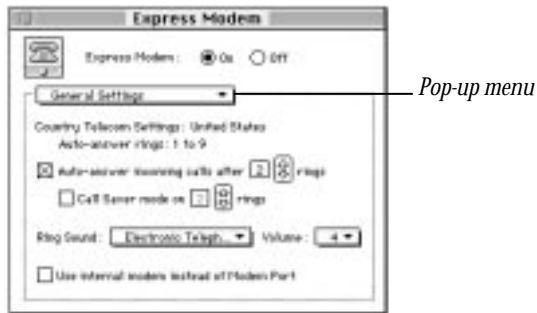 Express Modem
Express Modem: On Off
General Settings
Pop-up menu
Country Telecom Settings: United States
Auto-answer rings: 1 to 9
Auto-answer incoming calls after 2 rings
Call Saver mode on 2 rings
Ring Sound: Electronic Teleph... Volume: 4
Use internal modem instead of Modem Port